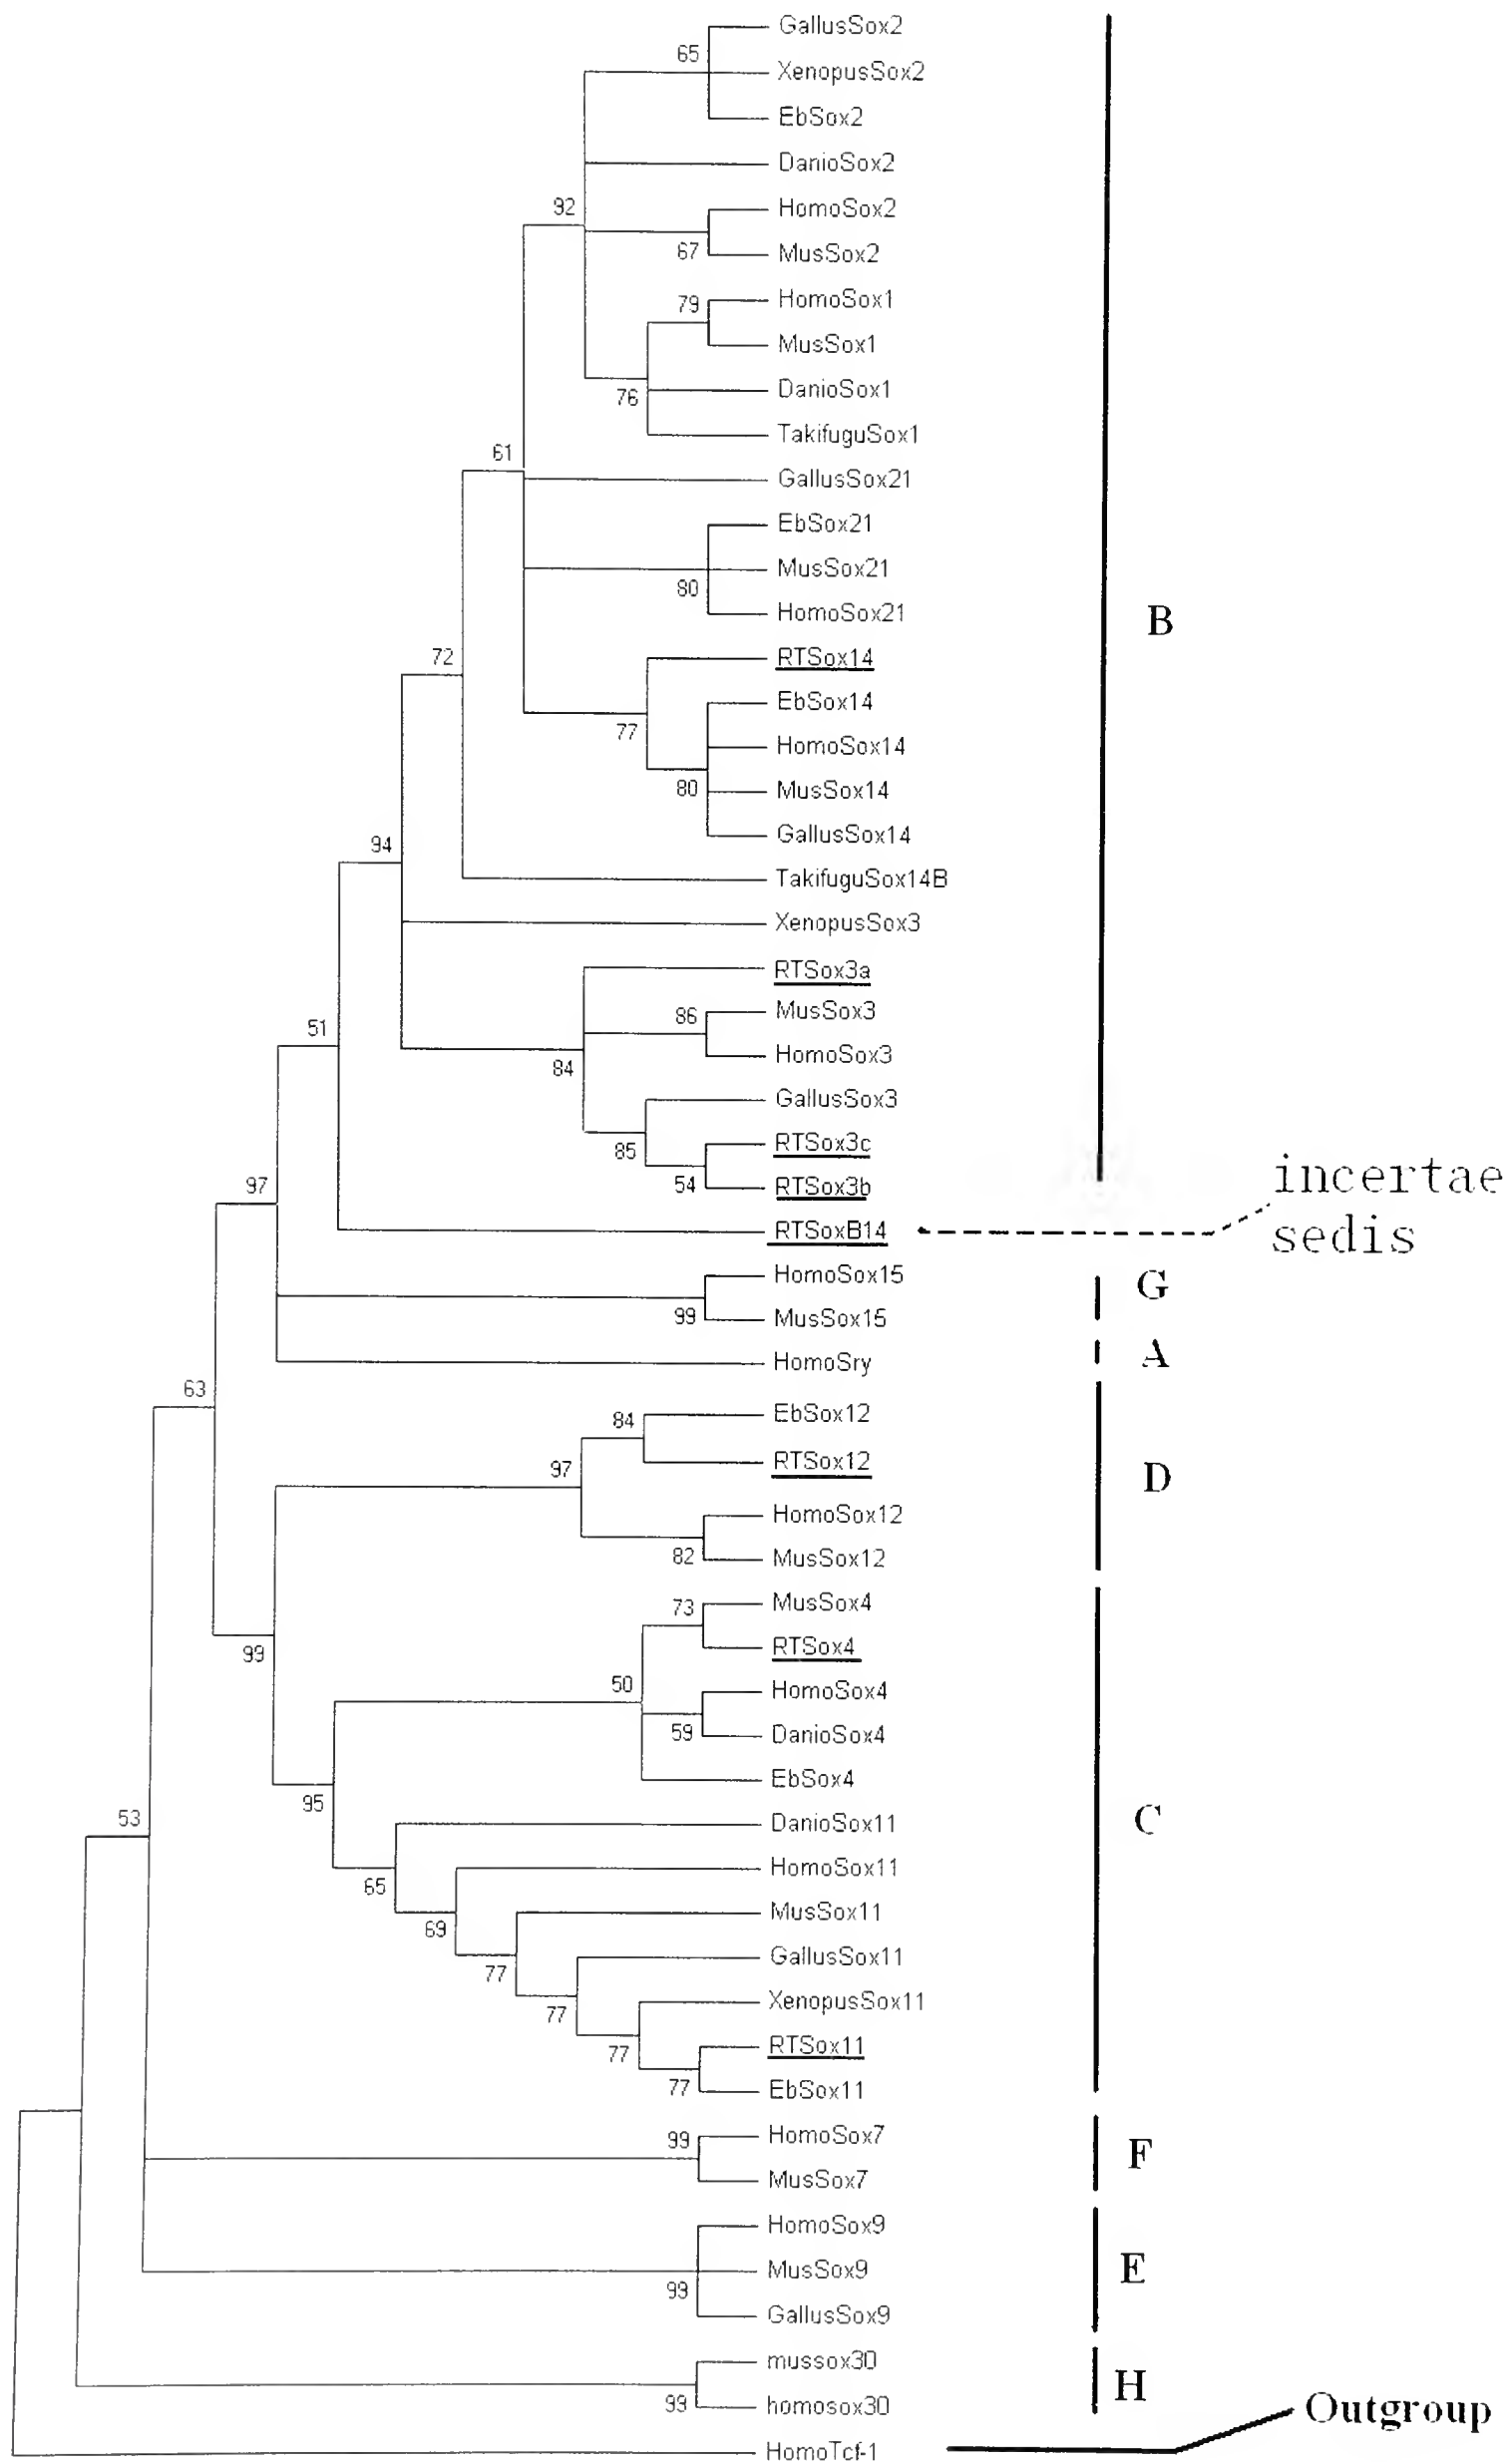 GallusSox2
65
XenopusSox2
EbSox2
DanioSox2
92
HomoSox2
67
MusSox2
79
HomoSox1
MusSox1
76
DanioSox1
TakifuguSox1
61
GallusSox21
EbSox21
MusSox21
80
HomoSox21
B
72
RTSox14
EbSox14
77
HomoSox14
80
MusSox14
GallusSox14
94
TakifuguSox14B
XenopusSox3
RTSox3a
86
MusSox3
51
HomoSox3
84
GallusSox3
85
RTSox3c
54
RTSox3b
incertae
sedis
97
RTSoxB14
HomoSox15
G
99
MusSox15
HomoSry
A
63
EbSox12
84
RTSox12
97
D
HomoSox12
82
MusSox12
73
MusSox4
99
RTSox4
50
HomoSox4
59
DanioSox4
EbSox4
95
53
DanioSox11
C
HomoSox11
65
MusSox11
69
GallusSox11
77
XenopusSox11
77
RTSox11
77
EbSox11
77
HomoSox7
99
F
MusSox7
HomoSox9
MusSox9
E
99
GallusSox9
mussox30
H
99
homosox30
Outgroup
HomoTcf-1